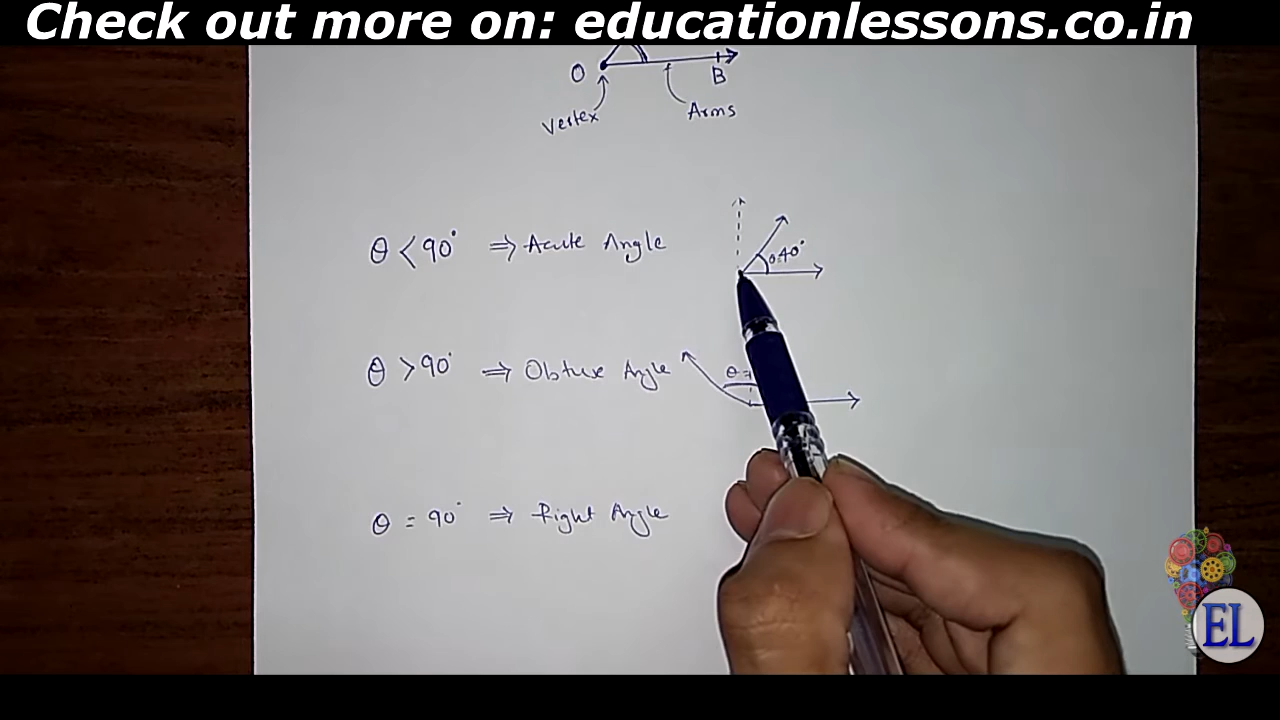 Check out more on: educationlessons.co.in
O
B
Vertex
Arms
θ < 90° ⇒ Acute Angle
θ=40°
θ > 90° ⇒ Obtuse Angle
θ=
θ = 90° ⇒ Right Angle
EL